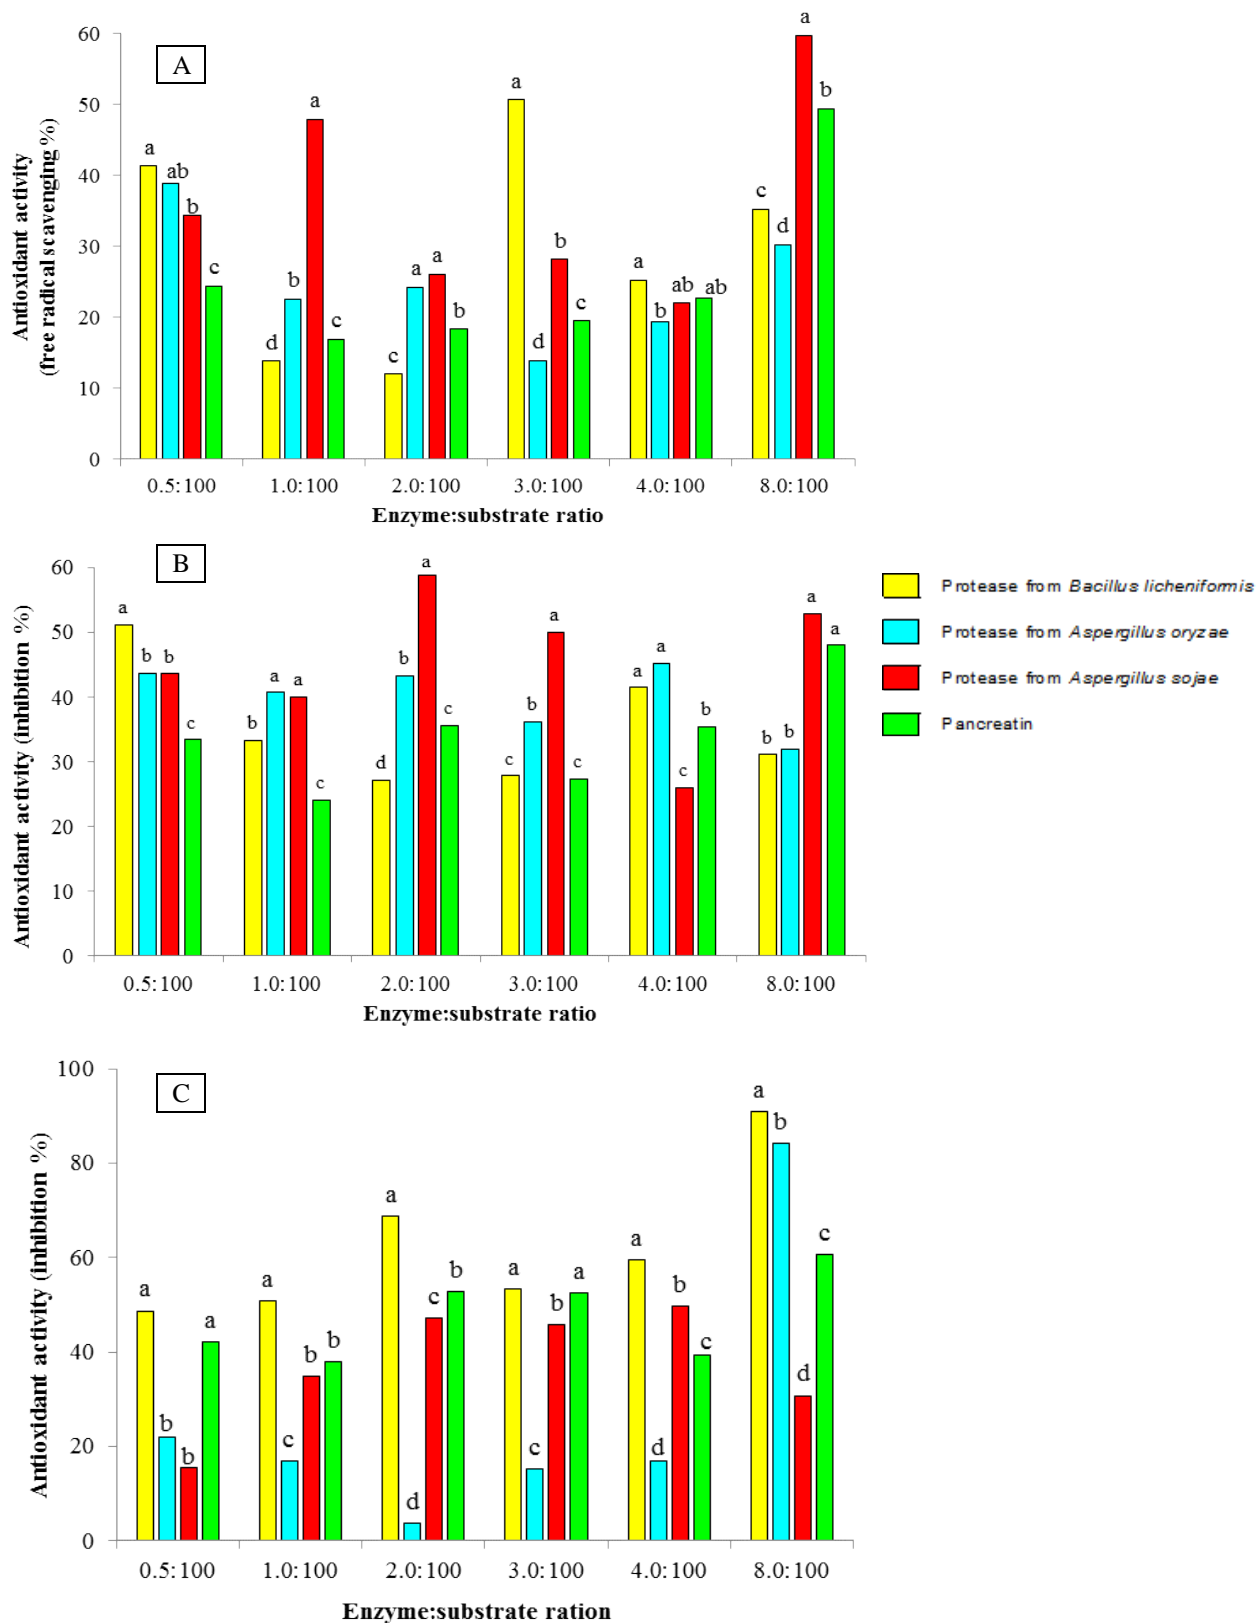 A
Antioxidant activity
(free radical scavenging %)
60
50
40
30
20
10
0
a
ab
b
c
d
b
a
c
c
a
a
b
a
d
b
c
a
b
ab
ab
c
d
a
b
0.5:100 1.0:100 2.0:100 3.0:100 4.0:100 8.0:100
Enzyme:substrate ratio
B
Antioxidant activity (inhibition %)
60
50
40
30
20
10
0
a
b
b
c
b
a
a
c
d
b
a
c
c
b
a
c
a
a
c
b
b
b
a
a
0.5:100 1.0:100 2.0:100 3.0:100 4.0:100 8.0:100
Enzyme:substrate ratio
Protease from Bacillus licheniformis
Protease from Aspergillus oryzae
Protease from Aspergillus sojae
Pancreatin
C
Antioxidant activity (inhibition %)
100
80
60
40
20
0
a
b
b
a
a
c
b
b
a
d
c
b
a
c
b
a
a
d
b
c
a
b
d
c
0.5:100 1.0:100 2.0:100 3.0:100 4.0:100 8.0:100
Enzyme:substrate ration